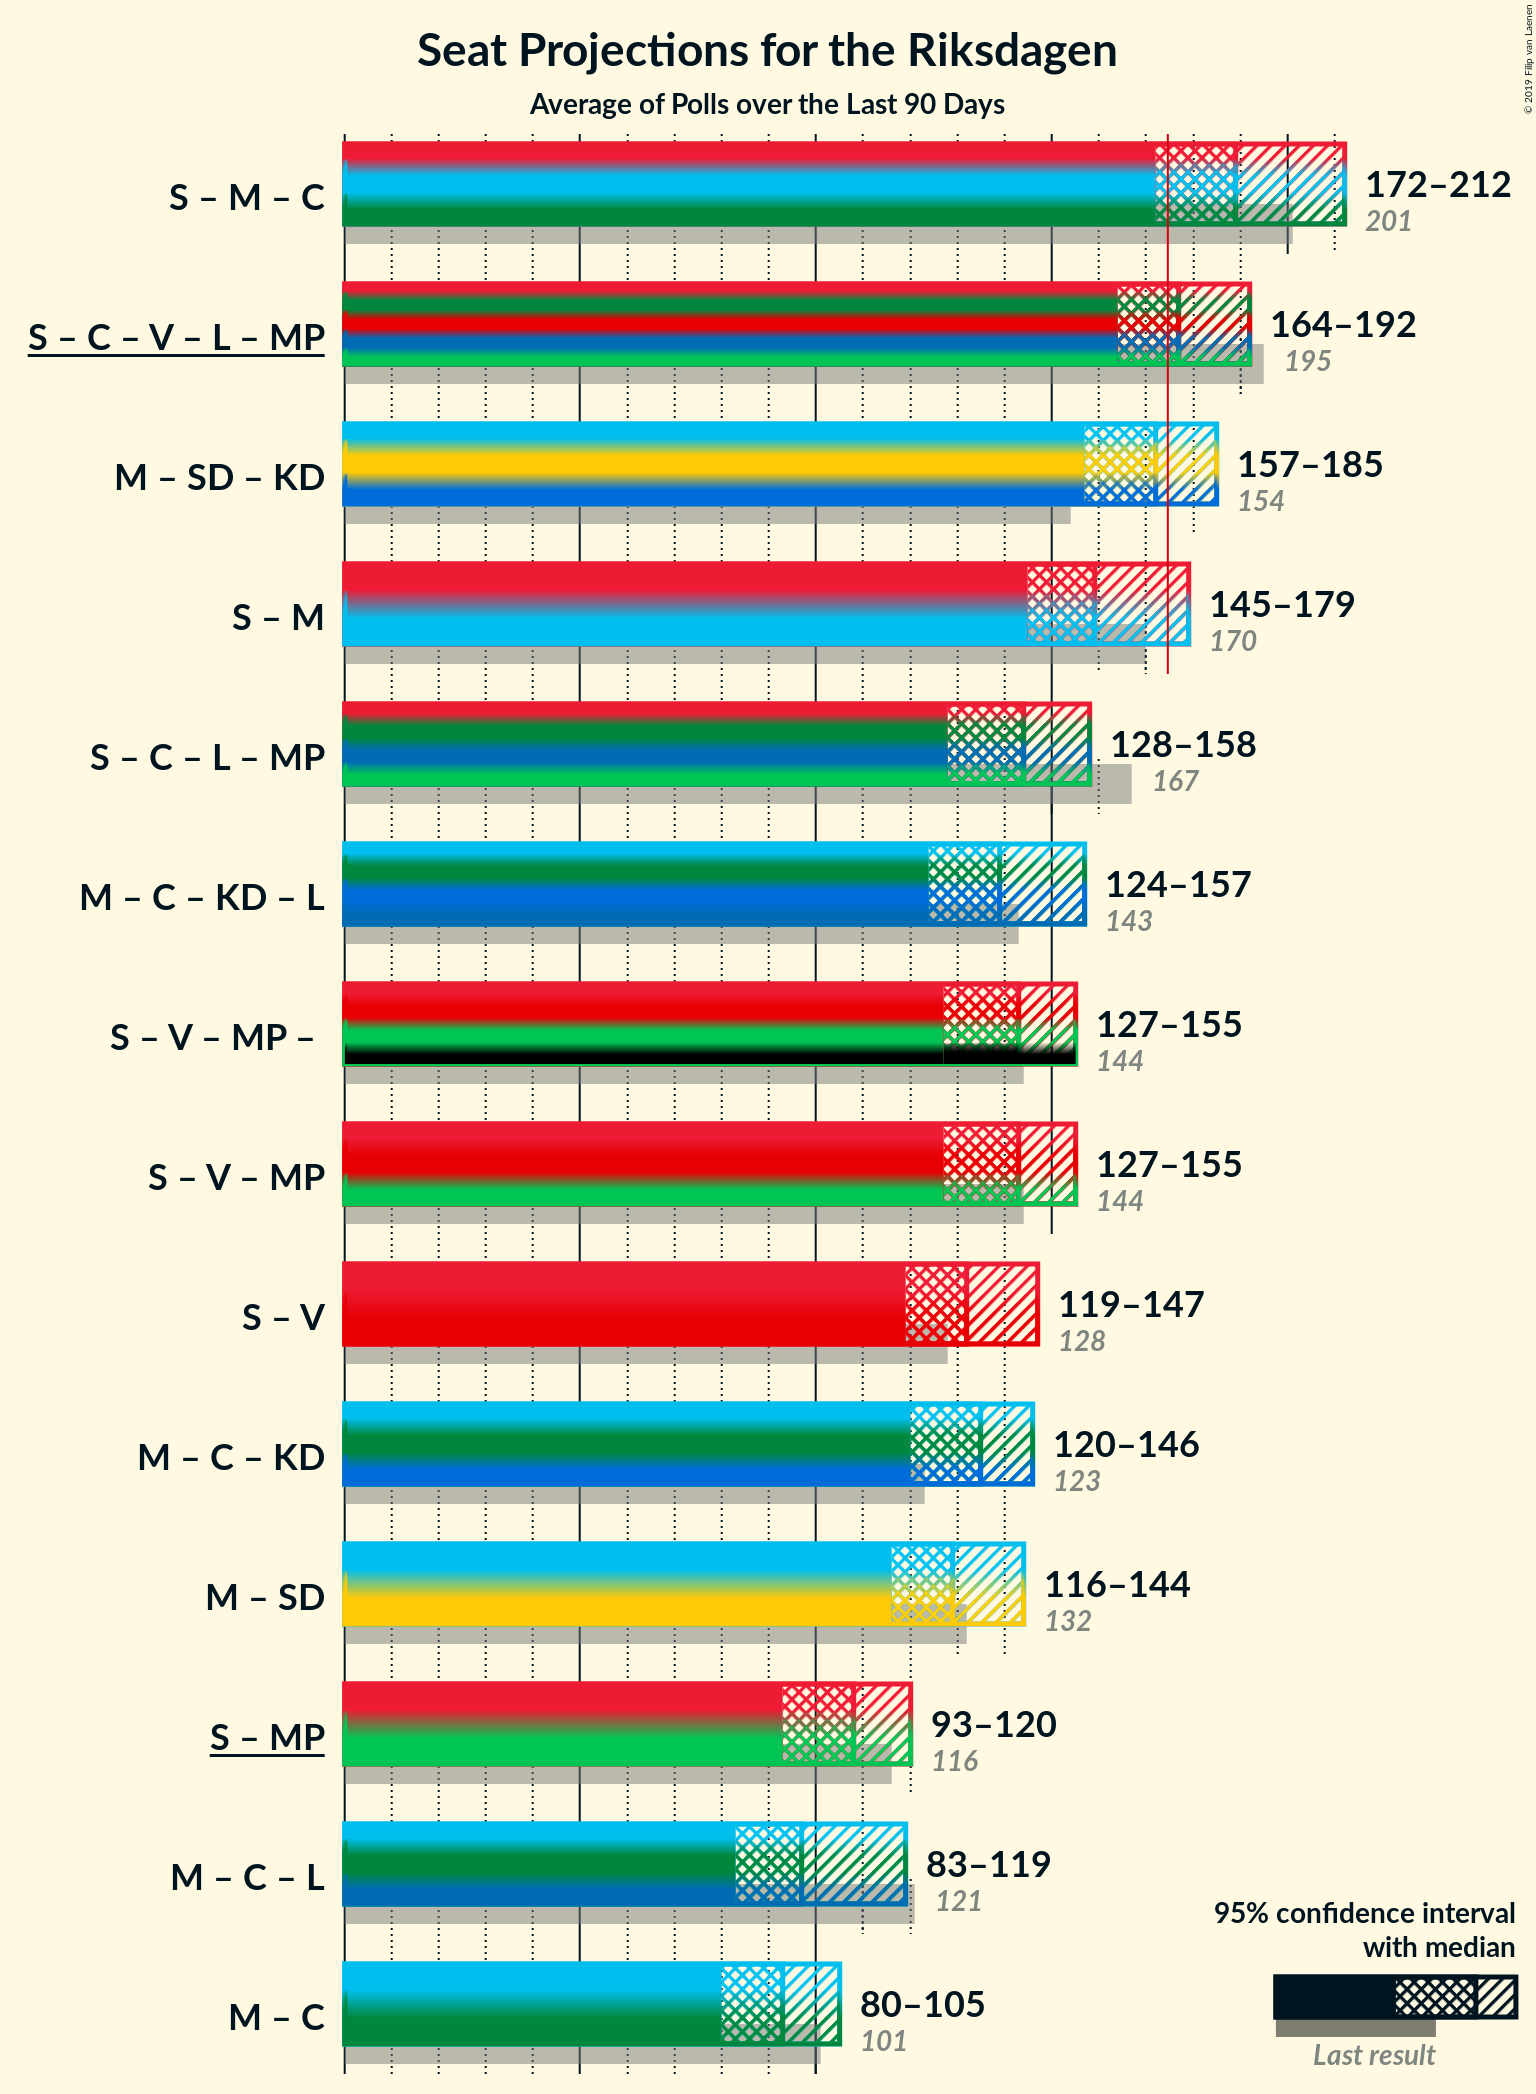 Seat Projections for the Riksdagen
Average of Polls over the Last 90 Days
© 2019 Filip van Laenen
S – M – C
172–212
201
S – C – V – L – MP
164–192
195
M – SD – KD
157–185
154
S – M
145–179
170
S – C – L – MP
128–158
167
M – C – KD – L
124–157
143
S – V – MP –
127–155
144
S – V – MP
127–155
144
S – V
119–147
128
M – C – KD
120–146
123
M – SD
116–144
132
S – MP
93–120
116
M – C – L
83–119
121
M – C
80–105
101
95% confidence interval
with median
Last result